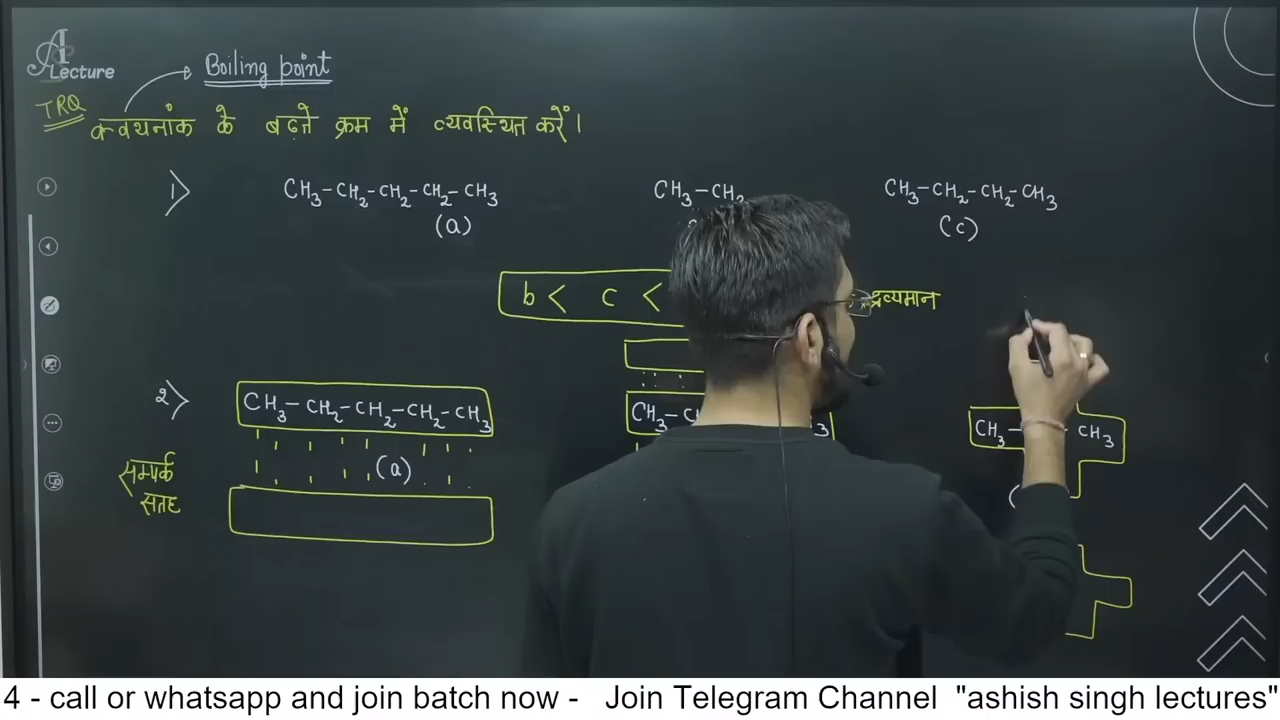 A Lecture
Boiling point
TRQ
क्वथनांक के बढ़ते क्रम में व्यवस्थित करें।
1> CH3-CH2-CH2-CH2-CH3 CH3-CH2 CH3-CH2-CH2-CH3
(a) (c)
b < c < द्रव्यमान
2> CH3-CH2-CH2-CH2-CH3 CH3 3 CH3 CH3
(a)
सम्पर्क
सतह
4 - call or whatsapp and join batch now - Join Telegram Channel "ashish singh lectures"